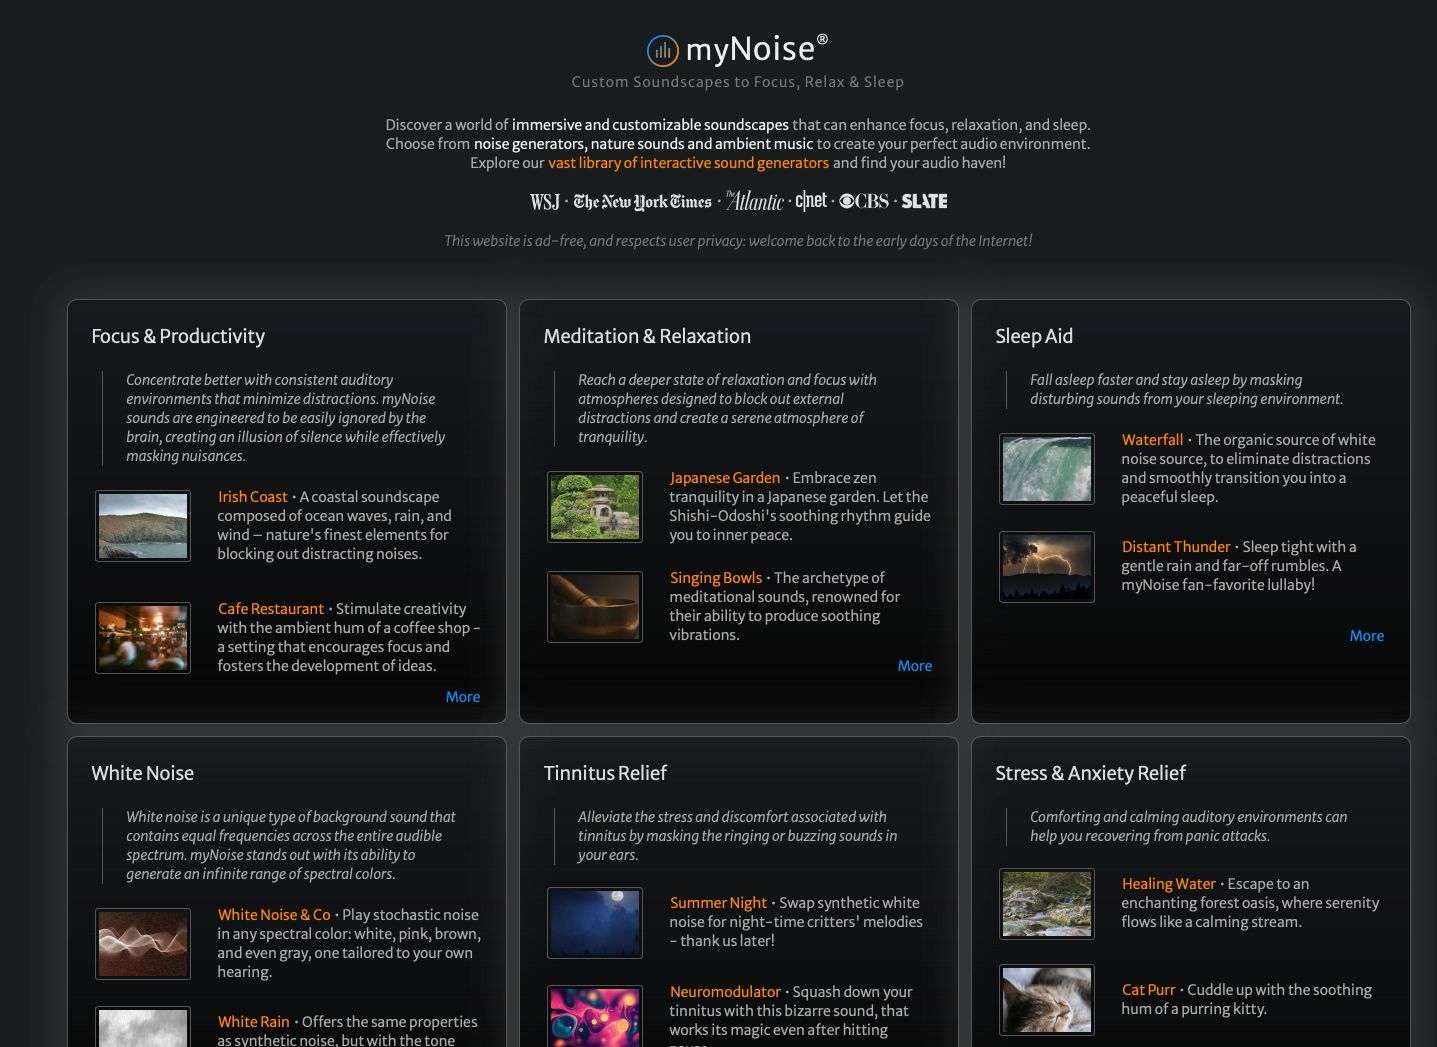 myNoise®
Custom Soundscapes to Focus, Relax & Sleep
Discover a world of immersive and customizable soundscapes that can enhance focus, relaxation, and sleep.
Choose from noise generators, nature sounds and ambient music to create your perfect audio environment.
Explore our vast library of interactive sound generators and find your audio haven!
WSJ · The New York Times · The Atlantic · c|net · CBS · SLATE
This website is ad-free, and respects user privacy: welcome back to the early days of the Internet!
Focus & Productivity
Concentrate better with consistent auditory
environments that minimize distractions. myNoise
sounds are engineered to be easily ignored by the
brain, creating an illusion of silence while effectively
masking nuisances.
Irish Coast · A coastal soundscape
composed of ocean waves, rain, and
wind – nature's finest elements for
blocking out distracting noises.
Cafe Restaurant · Stimulate creativity
with the ambient hum of a coffee shop -
a setting that encourages focus and
fosters the development of ideas.
More
Meditation & Relaxation
Reach a deeper state of relaxation and focus with
atmospheres designed to block out external
distractions and create a serene atmosphere of
tranquility.
Japanese Garden · Embrace zen
tranquility in a Japanese garden. Let the
Shishi-Odoshi's soothing rhythm guide
you to inner peace.
Singing Bowls · The archetype of
meditational sounds, renowned for
their ability to produce soothing
vibrations.
More
Sleep Aid
Fall asleep faster and stay asleep by masking
disturbing sounds from your sleeping environment.
Waterfall · The organic source of white
noise source, to eliminate distractions
and smoothly transition you into a
peaceful sleep.
Distant Thunder · Sleep tight with a
gentle rain and far-off rumbles. A
myNoise fan-favorite lullaby!
More
White Noise
White noise is a unique type of background sound that
contains equal frequencies across the entire audible
spectrum. myNoise stands out with its ability to
generate an infinite range of spectral colors.
White Noise & Co · Play stochastic noise
in any spectral color: white, pink, brown,
and even gray, one tailored to your own
hearing.
White Rain · Offers the same properties
as synthetic noise, but with the tone
Tinnitus Relief
Alleviate the stress and discomfort associated with
tinnitus by masking the ringing or buzzing sounds in
your ears.
Summer Night · Swap synthetic white
noise for night-time critters' melodies
- thank us later!
Neuromodulator · Squash down your
tinnitus with this bizarre sound, that
works its magic even after hitting
Stress & Anxiety Relief
Comforting and calming auditory environments can
help you recovering from panic attacks.
Healing Water · Escape to an
enchanting forest oasis, where serenity
flows like a calming stream.
Cat Purr · Cuddle up with the soothing
hum of a purring kitty.